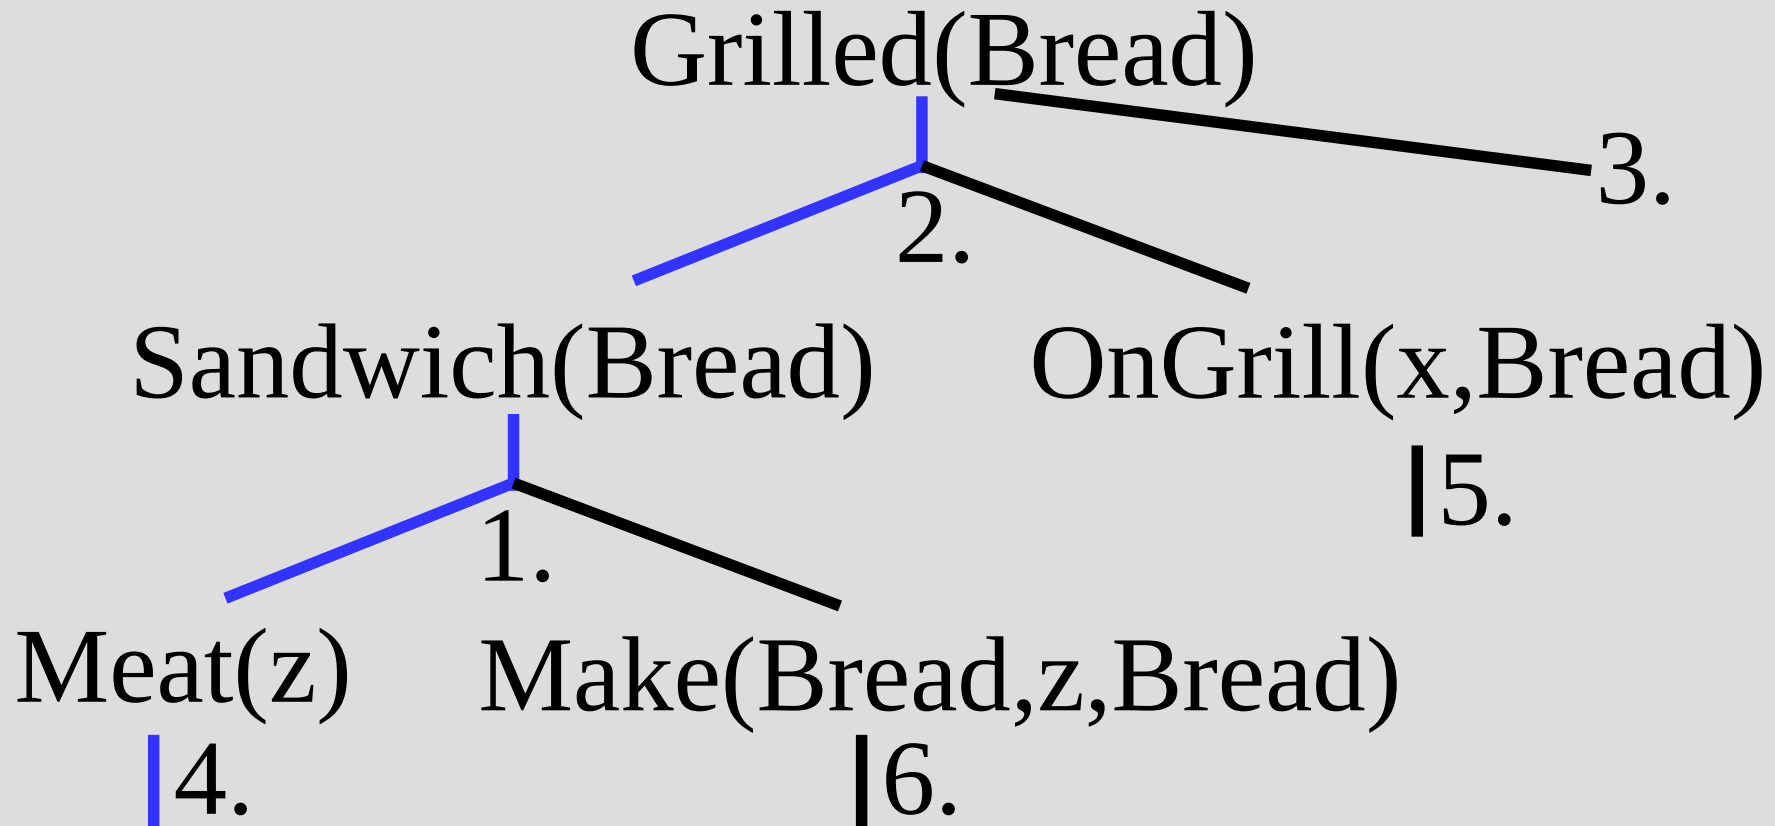 Grilled(Bread)
3.
2.
Sandwich(Bread) OnGrill(x,Bread)
5.
1.
Meat(z) Make(Bread,z,Bread)
4. 6.